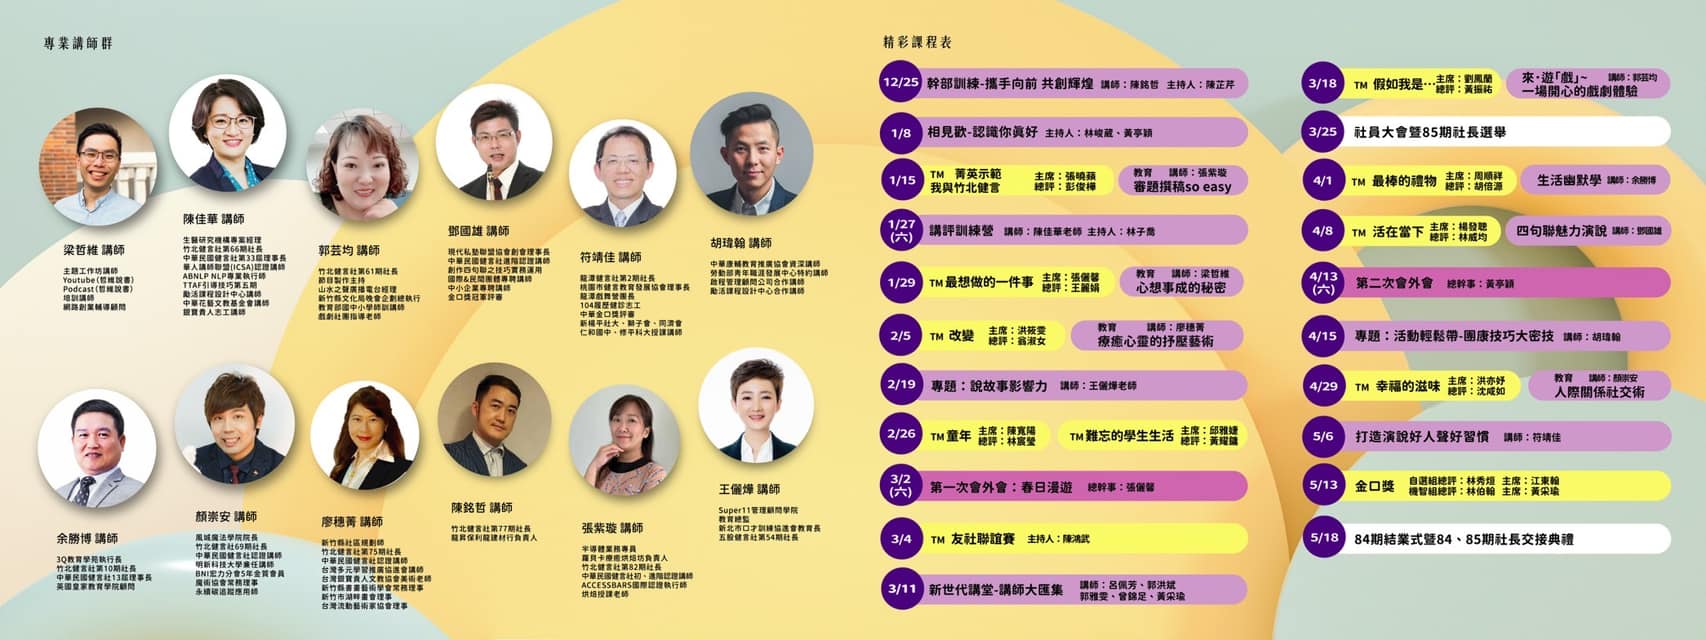 專業講師群
梁哲維 講師
主題工作坊講師
Youtube(哲維說書)
Podcast(哲維說書)
培訓講師
網路創業輔導顧問
陳佳華 講師
生醫研究機構專案經理
竹北健言社第66期社長
中華民國健言社第33屆理事長
華人講師聯盟(ICSA)認證講師
ABNLP NLP專業執行師
TTAF引導技巧第五期
勵活課程設計中心講師
中華花藝文教基金會講師
銀寶貴人志工講師
郭芸均 講師
竹北健言社第61期社長
節目製作主持
山水之聲廣播電台經理
新竹縣文化局晚會企劃總執行
教育部國中小學師訓講師
戲劇社團指導老師
鄧國雄 講師
現代私塾聯盟協會創會理事長
中華民國健言社進階認證講師
創作四句聯之技巧實務運用
國際&民間團體專聘講師
中小企業專聘講師
金口獎冠軍評審
符靖佳 講師
龍潭健言社第2期社長
桃園市健言教育發展協會理事長
龍潭戲舞營團長
104履歷健診志工
中華金口獎評審
新楊平社大、獅子會、同濟會
仁和國中、修平科大授課講師
胡瑋翰 講師
中華康輔教育推廣協會資深講師
勞動部青年職涯發展中心特約講師
啟程管理顧問公司合作講師
勵活課程設計中心合作講師
余勝博 講師
3Q教育學苑執行長
竹北健言社第10期社長
中華民國健言社13屆理事長
英國皇家教育學院顧問
顏崇安 講師
風城魔法學院院長
竹北健言社69期社長
中華民國健言社認證講師
明新科技大學兼任講師
BNI宏力分會5年金質會員
魔術協會常務理事
永續碳追蹤應用師
廖穗菁 講師
新竹縣社區規劃師
竹北健言社第75期社長
中華民國健言社認證講師
台灣多元學習推廣協進會講師
台灣銀寶貴人文教協會美術老師
新竹縣書畫藝術學會常務理事
新竹市湖畔畫會理事
台灣流動藝術家協會理事
陳銘哲 講師
竹北健言社第77期社長
龍昇保利龍建材行負責人
張紫璇 講師
半導體業務專員
蘿貝卡療癒烘焙坊負責人
竹北健言社第82期社長
中華民國健言社初、進階認證講師
ACCESSBARS國際認證執行師
烘焙授課老師
王儷燁 講師
Super11管理顧問學院
教育總監
新北市口才訓練協進會教育長
五股健言社第54期社長
精彩課程表
12/25 幹部訓練-攜手向前 共創輝煌 講師：陳銘哲 主持人：陳芷芹
1/8 相見歡-認識你真好 主持人：林峻葳、黃亭穎
1/15 TM 菁英示範 我與竹北健言 主席：張曉蘋 總評：彭俊樺 教育 講師：張紫璇 審題撰稿so easy
1/27(六) 講評訓練營 講師：陳佳華老師 主持人：林子喬
1/29 TM 最想做的一件事 主席：張儷馨 總評：王麗娟 教育 講師：梁哲維 心想事成的秘密
2/5 TM 改變 主席：洪筱雯 總評：翁淑女 教育 講師：廖穗菁 療癒心靈的抒壓藝術
2/19 專題：說故事影響力 講師：王儷燁老師
2/26 TM 童年 主席：陳寬陽 總評：林宸瑩 TM 難忘的學生生活 主席：邱雅婕 總評：黃耀鏞
3/2(六) 第一次會外會：春日漫遊 總幹事：張儷馨
3/4 TM 友社聯誼賽 主持人：陳鴻武
3/11 新世代講堂-講師大匯集 講師：呂佩芳、郭洪斌 郭雅雯、曾錦足、黃采瑜
3/18 TM 假如我是… 主席：劉鳳蘭 總評：黃振祐 來‧遊「戲」~ 講師：郭芸均 一場開心的戲劇體驗
3/25 社員大會暨85期社長選舉
4/1 TM 最棒的禮物 主席：周順祥 總評：胡倍源 生活幽默學 講師：余勝博
4/8 TM 活在當下 主席：楊發聰 總評：林威均 四句聯魅力演說 講師：鄧國雄
4/13(六) 第二次會外會 總幹事：黃亭穎
4/15 專題：活動輕鬆帶-團康技巧大密技 講師：胡瑋翰
4/29 TM 幸福的滋味 主席：洪亦妤 總評：沈咸如 教育 講師：顏崇安 人際關係社交術
5/6 打造演說好人聲好習慣 講師：符靖佳
5/13 金口獎 自選組總評：林秀烜 主席：江東翰 機智組總評：林伯翰 主席：黃采瑜
5/18 84期結業式暨84、85期社長交接典禮